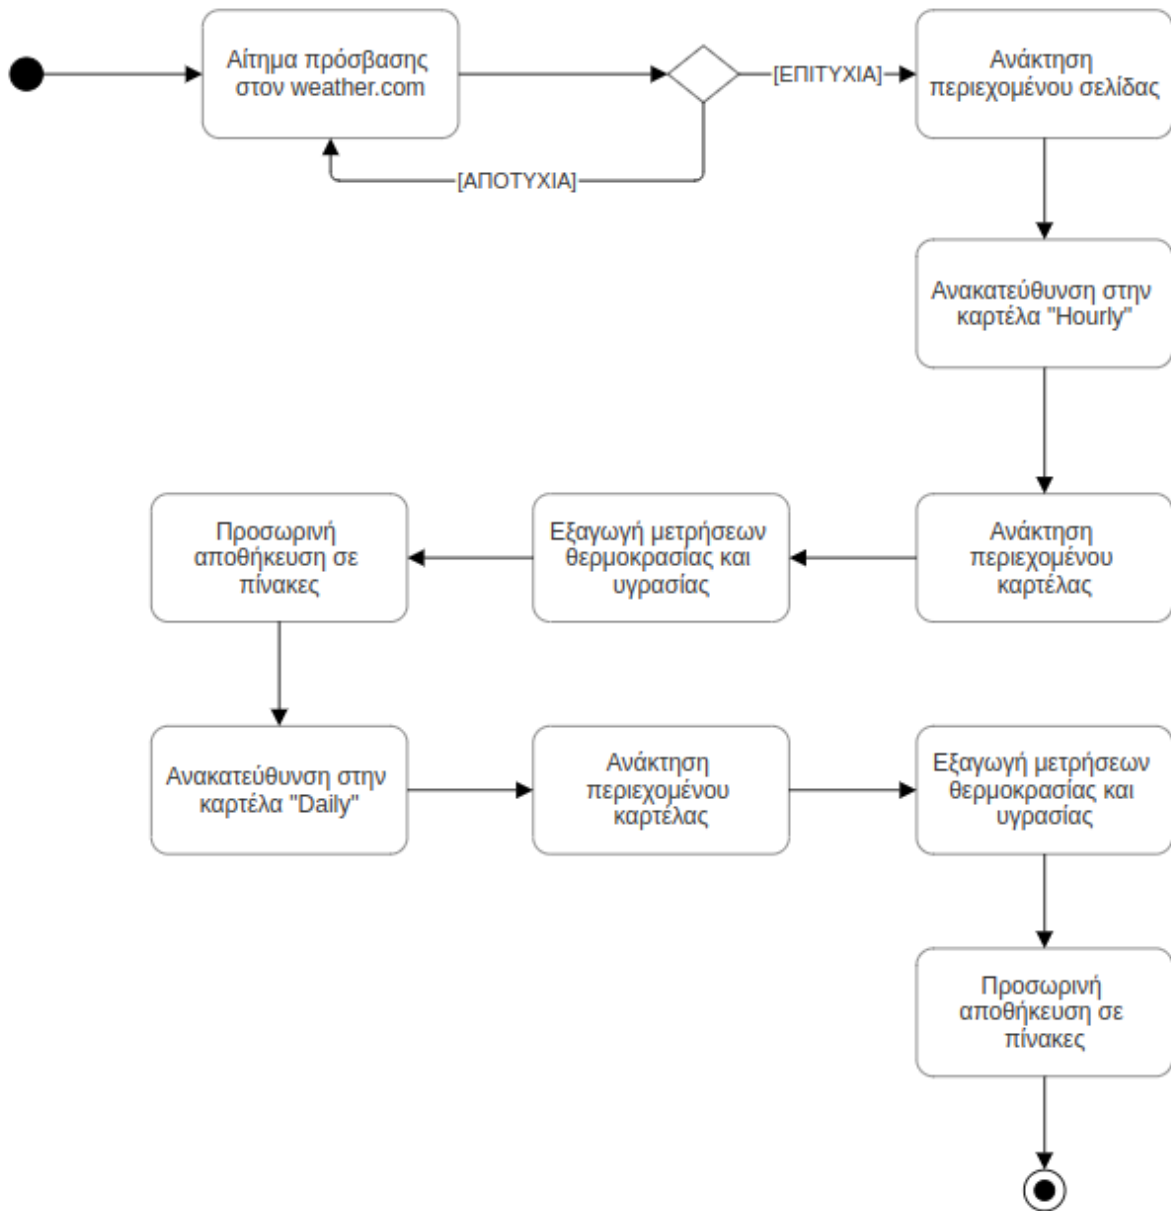 Αίτημα πρόσβασης
στον weather.com
[ΕΠΙΤΥΧΙΑ]
Ανάκτηση
περιεχομένου σελίδας
[ΑΠΟΤΥΧΙΑ]
Ανακατεύθυνση στην
καρτέλα "Hourly"
Προσωρινή
αποθήκευση σε
πίνακες
Εξαγωγή μετρήσεων
θερμοκρασίας και
υγρασίας
Ανάκτηση
περιεχομένου
καρτέλας
Ανακατεύθυνση στην
καρτέλα "Daily"
Ανάκτηση
περιεχομένου
καρτέλας
Εξαγωγή μετρήσεων
θερμοκρασίας και
υγρασίας
Προσωρινή
αποθήκευση σε
πίνακες